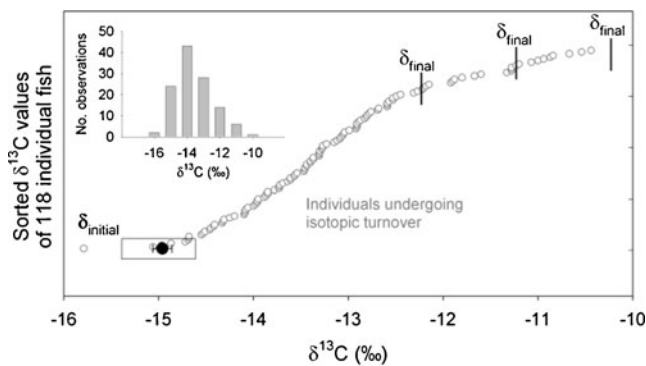 Sorted δ¹³C values
of 118 individual fish
No. observations
50
40
30
20
10
0
-16 -14 -12 -10
δ¹³C (‰)
δfinal
δfinal
δfinal
δinitial
Individuals undergoing
isotopic turnover
-16 -15 -14 -13 -12 -11 -10
δ¹³C (‰)